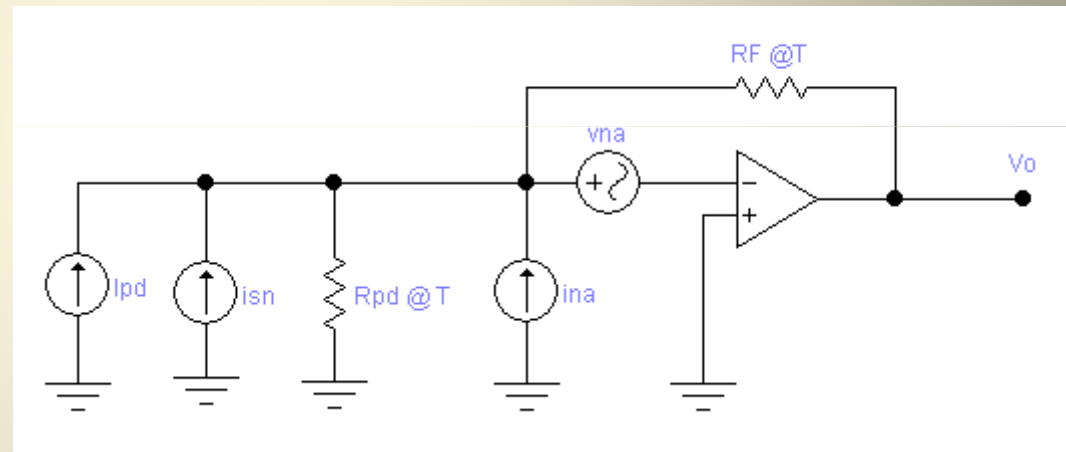 RF @T
vna
Vo
Ipd
isn
Rpd @ T
ina